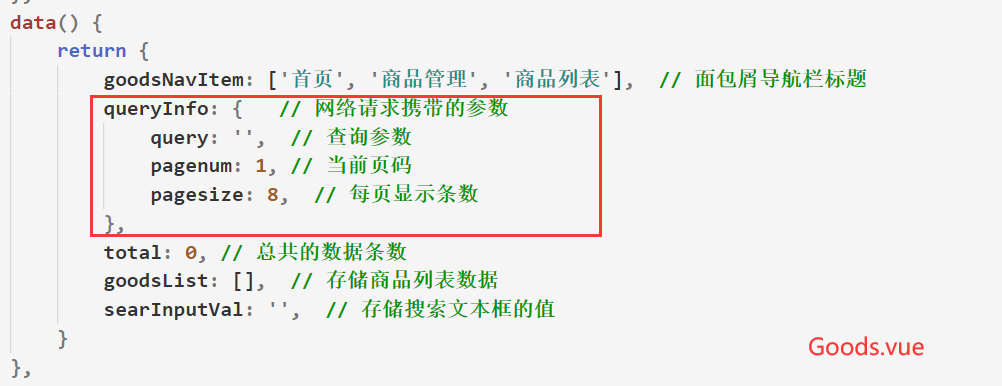 data() {
return {
goodsNavItem: ['首页', '商品管理', '商品列表'], // 面包屑导航栏标题
queryInfo: { // 网络请求携带的参数
query: '', // 查询参数
pagenum: 1, // 当前页码
pagesize: 8, // 每页显示条数
},
total: 0, // 总共的数据条数
goodsList: [], // 存储商品列表数据
searInputVal: '', // 存储搜索文本框的值
}
},
Goods.vue